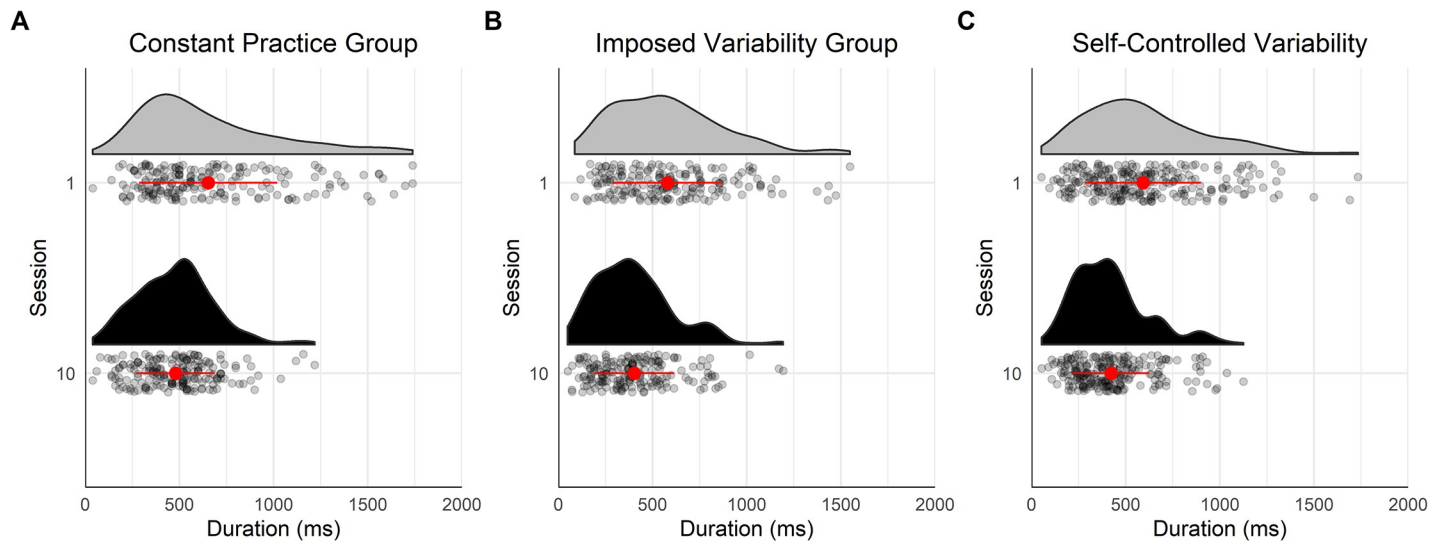 A
Constant Practice Group
Session
1
10
0 500 1000 1500 2000
Duration (ms)
B
Imposed Variability Group
Session
1
10
0 500 1000 1500 2000
Duration (ms)
C
Self-Controlled Variability
Session
1
10
0 500 1000 1500 2000
Duration (ms)